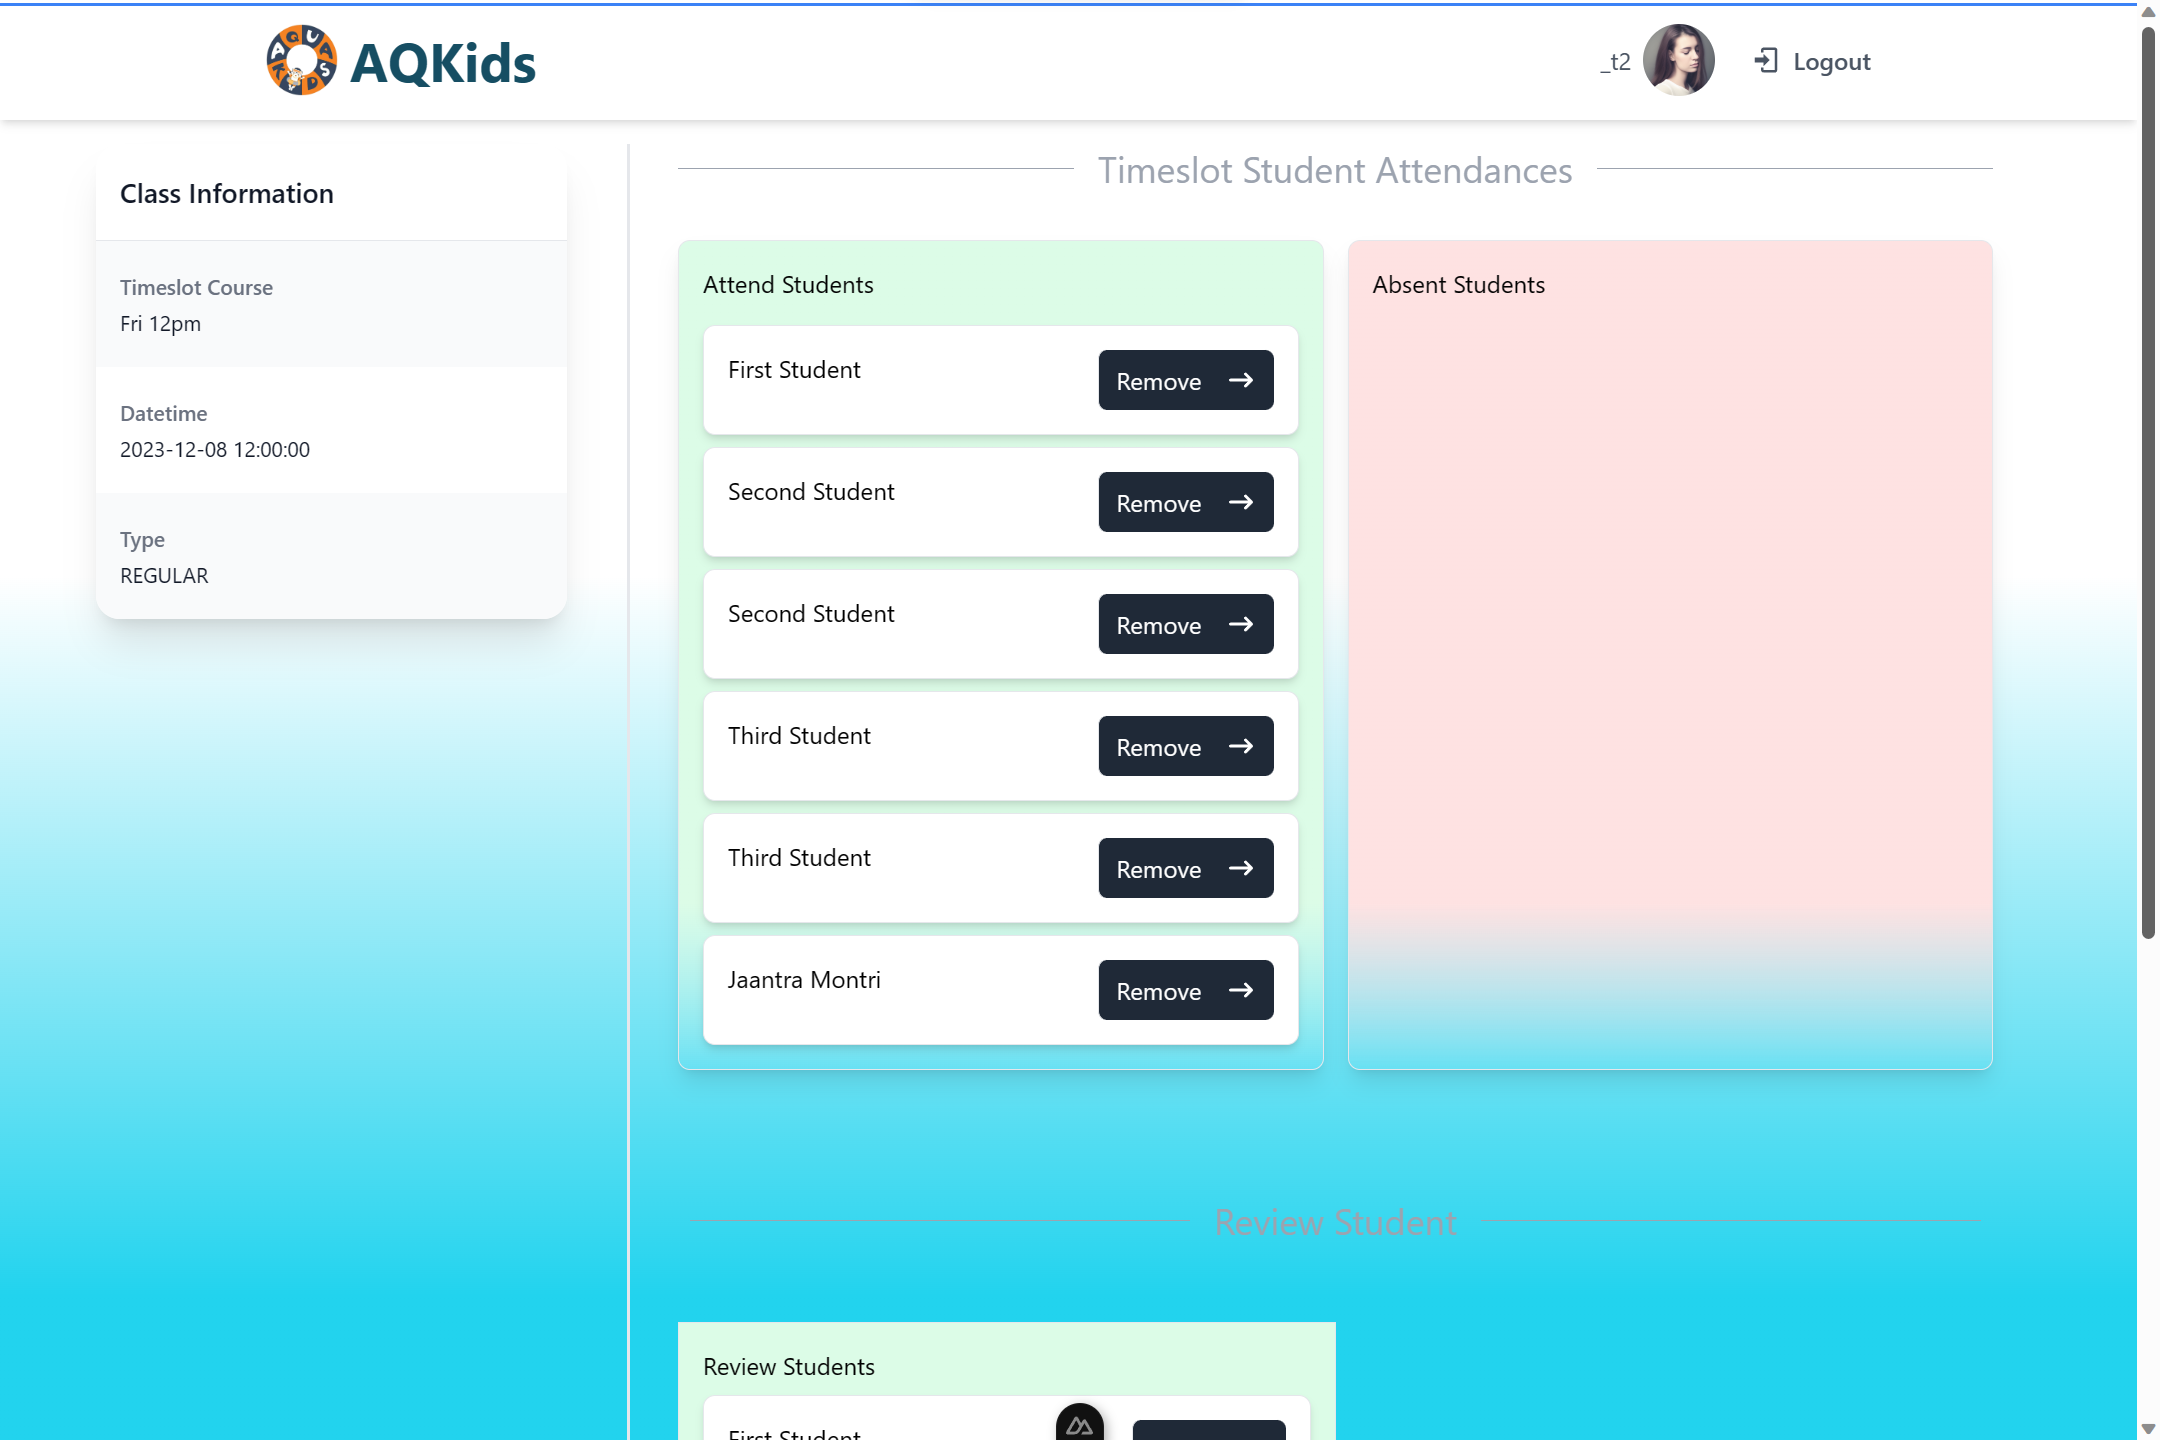 AQUA KIDS
AQKids
_t2
Logout
Class Information
Timeslot Course
Fri 12pm
Datetime
2023-12-08 12:00:00
Type
REGULAR
Timeslot Student Attendances
Attend Students
First Student
Remove
Second Student
Remove
Second Student
Remove
Third Student
Remove
Third Student
Remove
Jaantra Montri
Remove
Absent Students
Review Student
Review Students
First Student